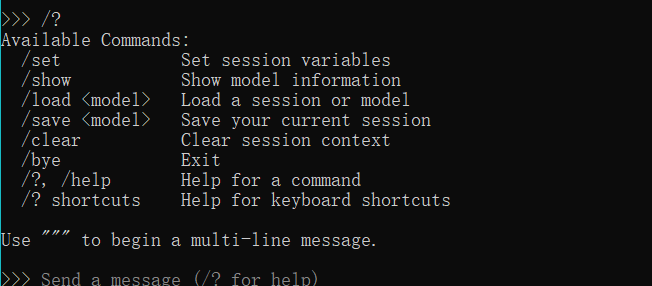 >>> /?
Available Commands:
  /set            Set session variables
  /show           Show model information
  /load <model>   Load a session or model
  /save <model>   Save your current session
  /clear          Clear session context
  /bye            Exit
  /?, /help       Help for a command
  /? shortcuts    Help for keyboard shortcuts

Use """ to begin a multi-line message.

>>> Send a message (/? for help)